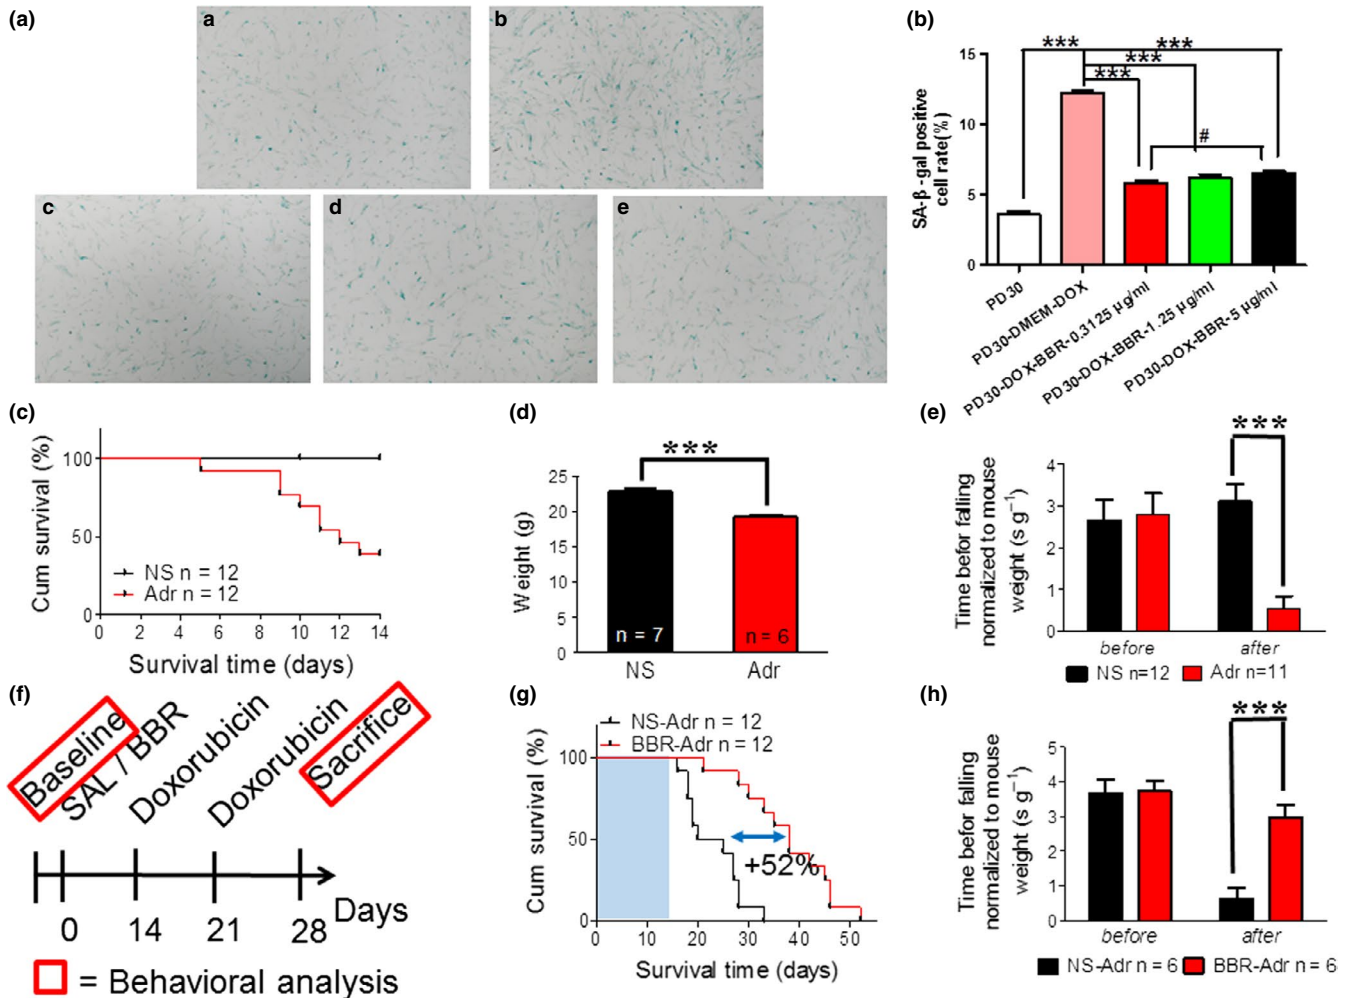 (a)
a
b
c
d
e
(b)
SA-β -gal positive
cell rate(%)
15
10
5
0
***
***
***
***
#
PD30
PD30-DMEM-DOX
PD30-DOX-BBR-0.3125 µg/ml
PD30-DOX-BBR-1.25 µg/ml
PD30-DOX-BBR-5 µg/ml
(c)
Cum survival (%)
100
50
0
NS n = 12
Adr n = 12
0 2 4 6 8 10 12 14
Survival time (days)
(d)
Weight (g)
25
20
15
10
5
0
***
n = 7
n = 6
NS
Adr
(e)
Time befor falling
normalized to mouse
weight (s g⁻¹)
4
3
2
1
0
***
before
after
NS n=12
Adr n=11
(f)
Baseline
SAL / BBR
Doxorubicin
Doxorubicin
Sacrifice
0 14 21 28 Days
= Behavioral analysis
(g)
Cum survival (%)
NS-Adr n = 12
BBR-Adr n = 12
100
50
0
+52%
0 10 20 30 40 50
Survival time (days)
(h)
Time befor falling
normalized to mouse
weight (s g⁻¹)
5
4
3
2
1
0
***
before
after
NS-Adr n = 6
BBR-Adr n = 6